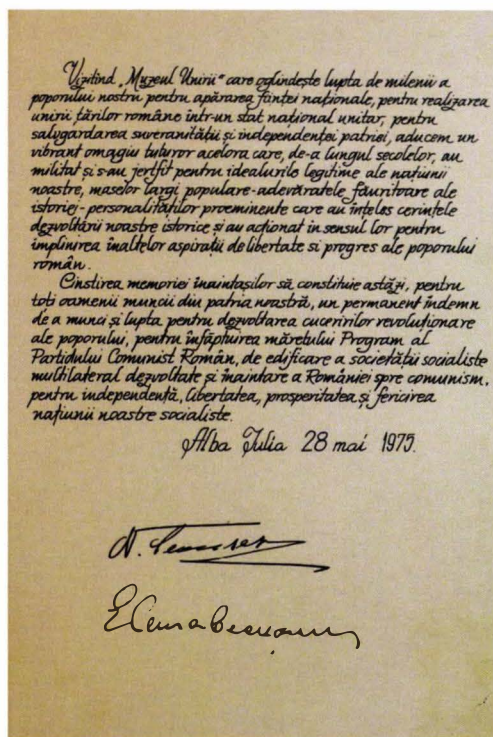 Vizitînd „Muzeul Unirii" care oglindește lupta de milenii a
poporului nostru pentru apărarea ființei naționale, pentru realizarea
unirii țărilor române într-un stat național unitar, pentru
salvgardarea suveranității și independenței patriei, aducem un
vibrant omagiu tuturor acelora care, de-a lungul secolelor, au
militat și s-au jertfit pentru idealurile legitime ale națiunii
noastre, maselor largi populare - adevăratele făuritoare ale
istoriei - personalităților proeminente care au înțeles cerințele
dezvoltării noastre istorice și au acționat în sensul lor pentru
împlinirea înaltelor aspirații de libertate si progres ale poporului
român.
Cinstirea memoriei înaintașilor să constituie astăzi, pentru
toți oamenii muncii din patria noastră, un permanent îndemn
de a munci și lupta pentru dezvoltarea cuceririlor revoluționare
ale poporului, pentru înfăptuirea mărețului Program al
Partidului Comunist Român, de edificare a societății socialiste
multilateral dezvoltate și înaintare a României spre comunism,
pentru independență, libertatea, prosperitatea și fericirea
națiunii noastre socialiste.
Alba Iulia 28 mai 1975.
N. Ceaușescu
Elena Ceaușescu